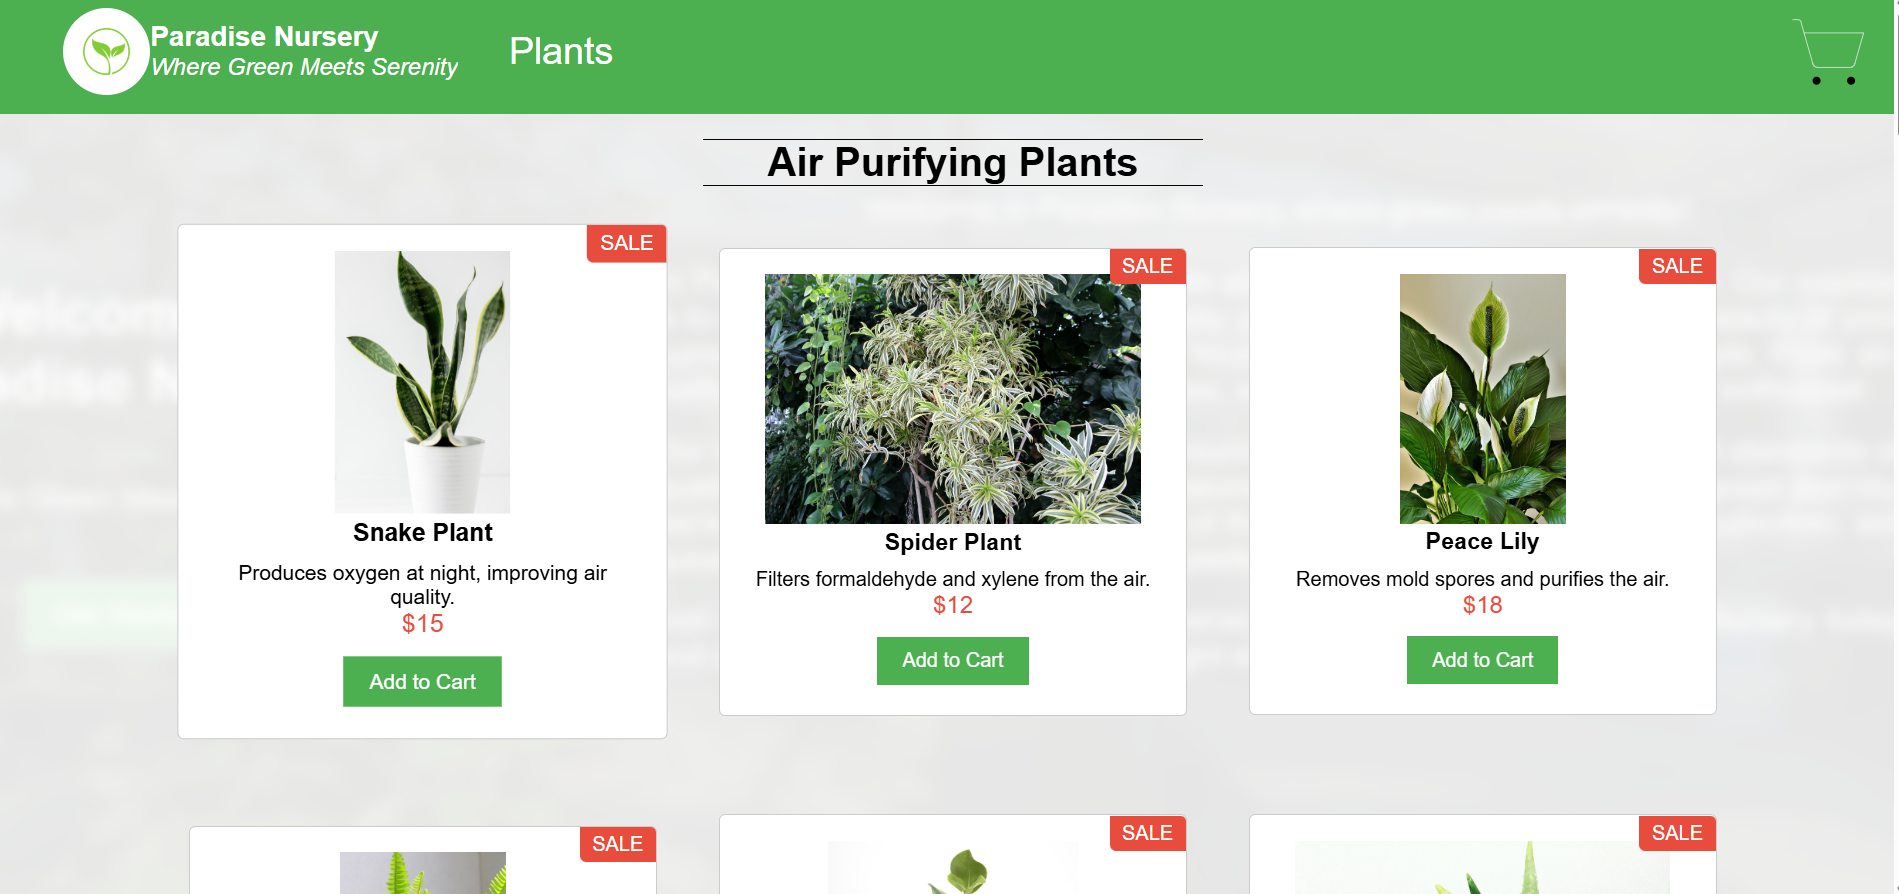 Paradise Nursery
Where Green Meets Serenity
Plants
Air Purifying Plants
SALE
Snake Plant
Produces oxygen at night, improving air
quality.
$15
Add to Cart
SALE
Spider Plant
Filters formaldehyde and xylene from the air.
$12
Add to Cart
SALE
Peace Lily
Removes mold spores and purifies the air.
$18
Add to Cart
SALE
SALE
SALE